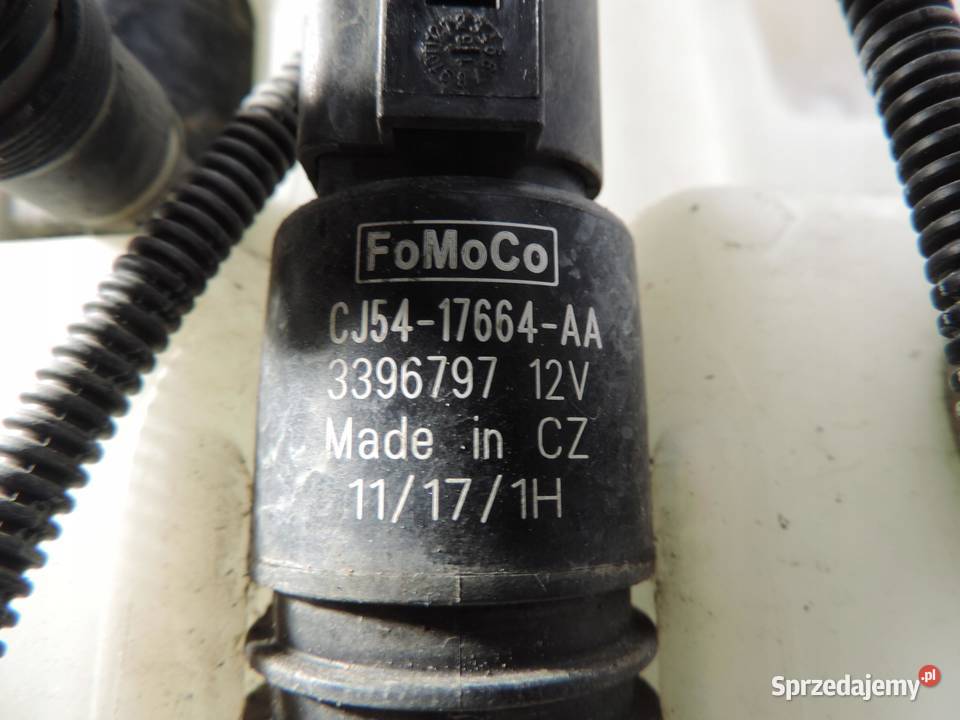 FoMoCo
CJ54-17664-AA
3396797 12V
Made in CZ
11/17/1H
Sprzedajemy.pl